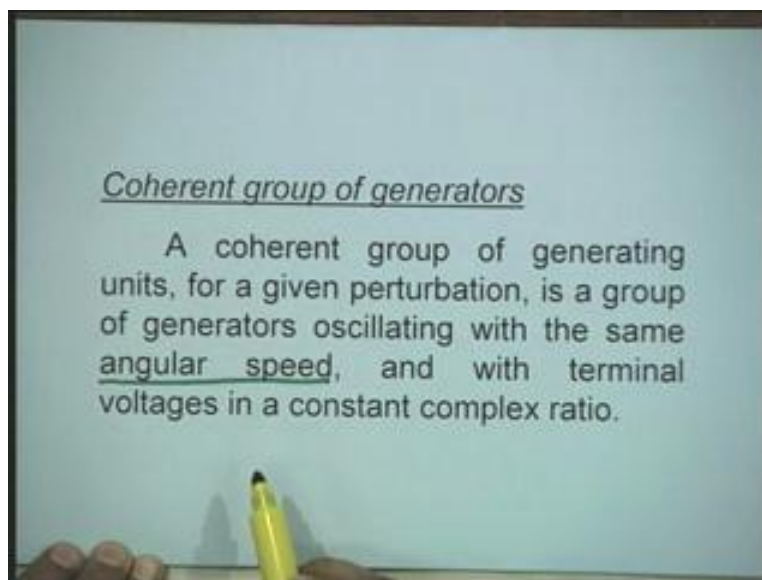 Coherent group of generators
A coherent group of generating
units, for a given perturbation, is a group
of generators oscillating with the same
angular speed, and with terminal
voltages in a constant complex ratio.